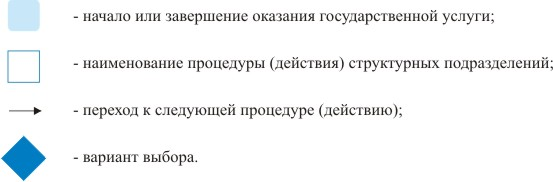 - начало или завершение оказания государственной услуги;
- наименование процедуры (действия) структурных подразделений;
- переход к следующей процедуре (действию);
- вариант выбора.